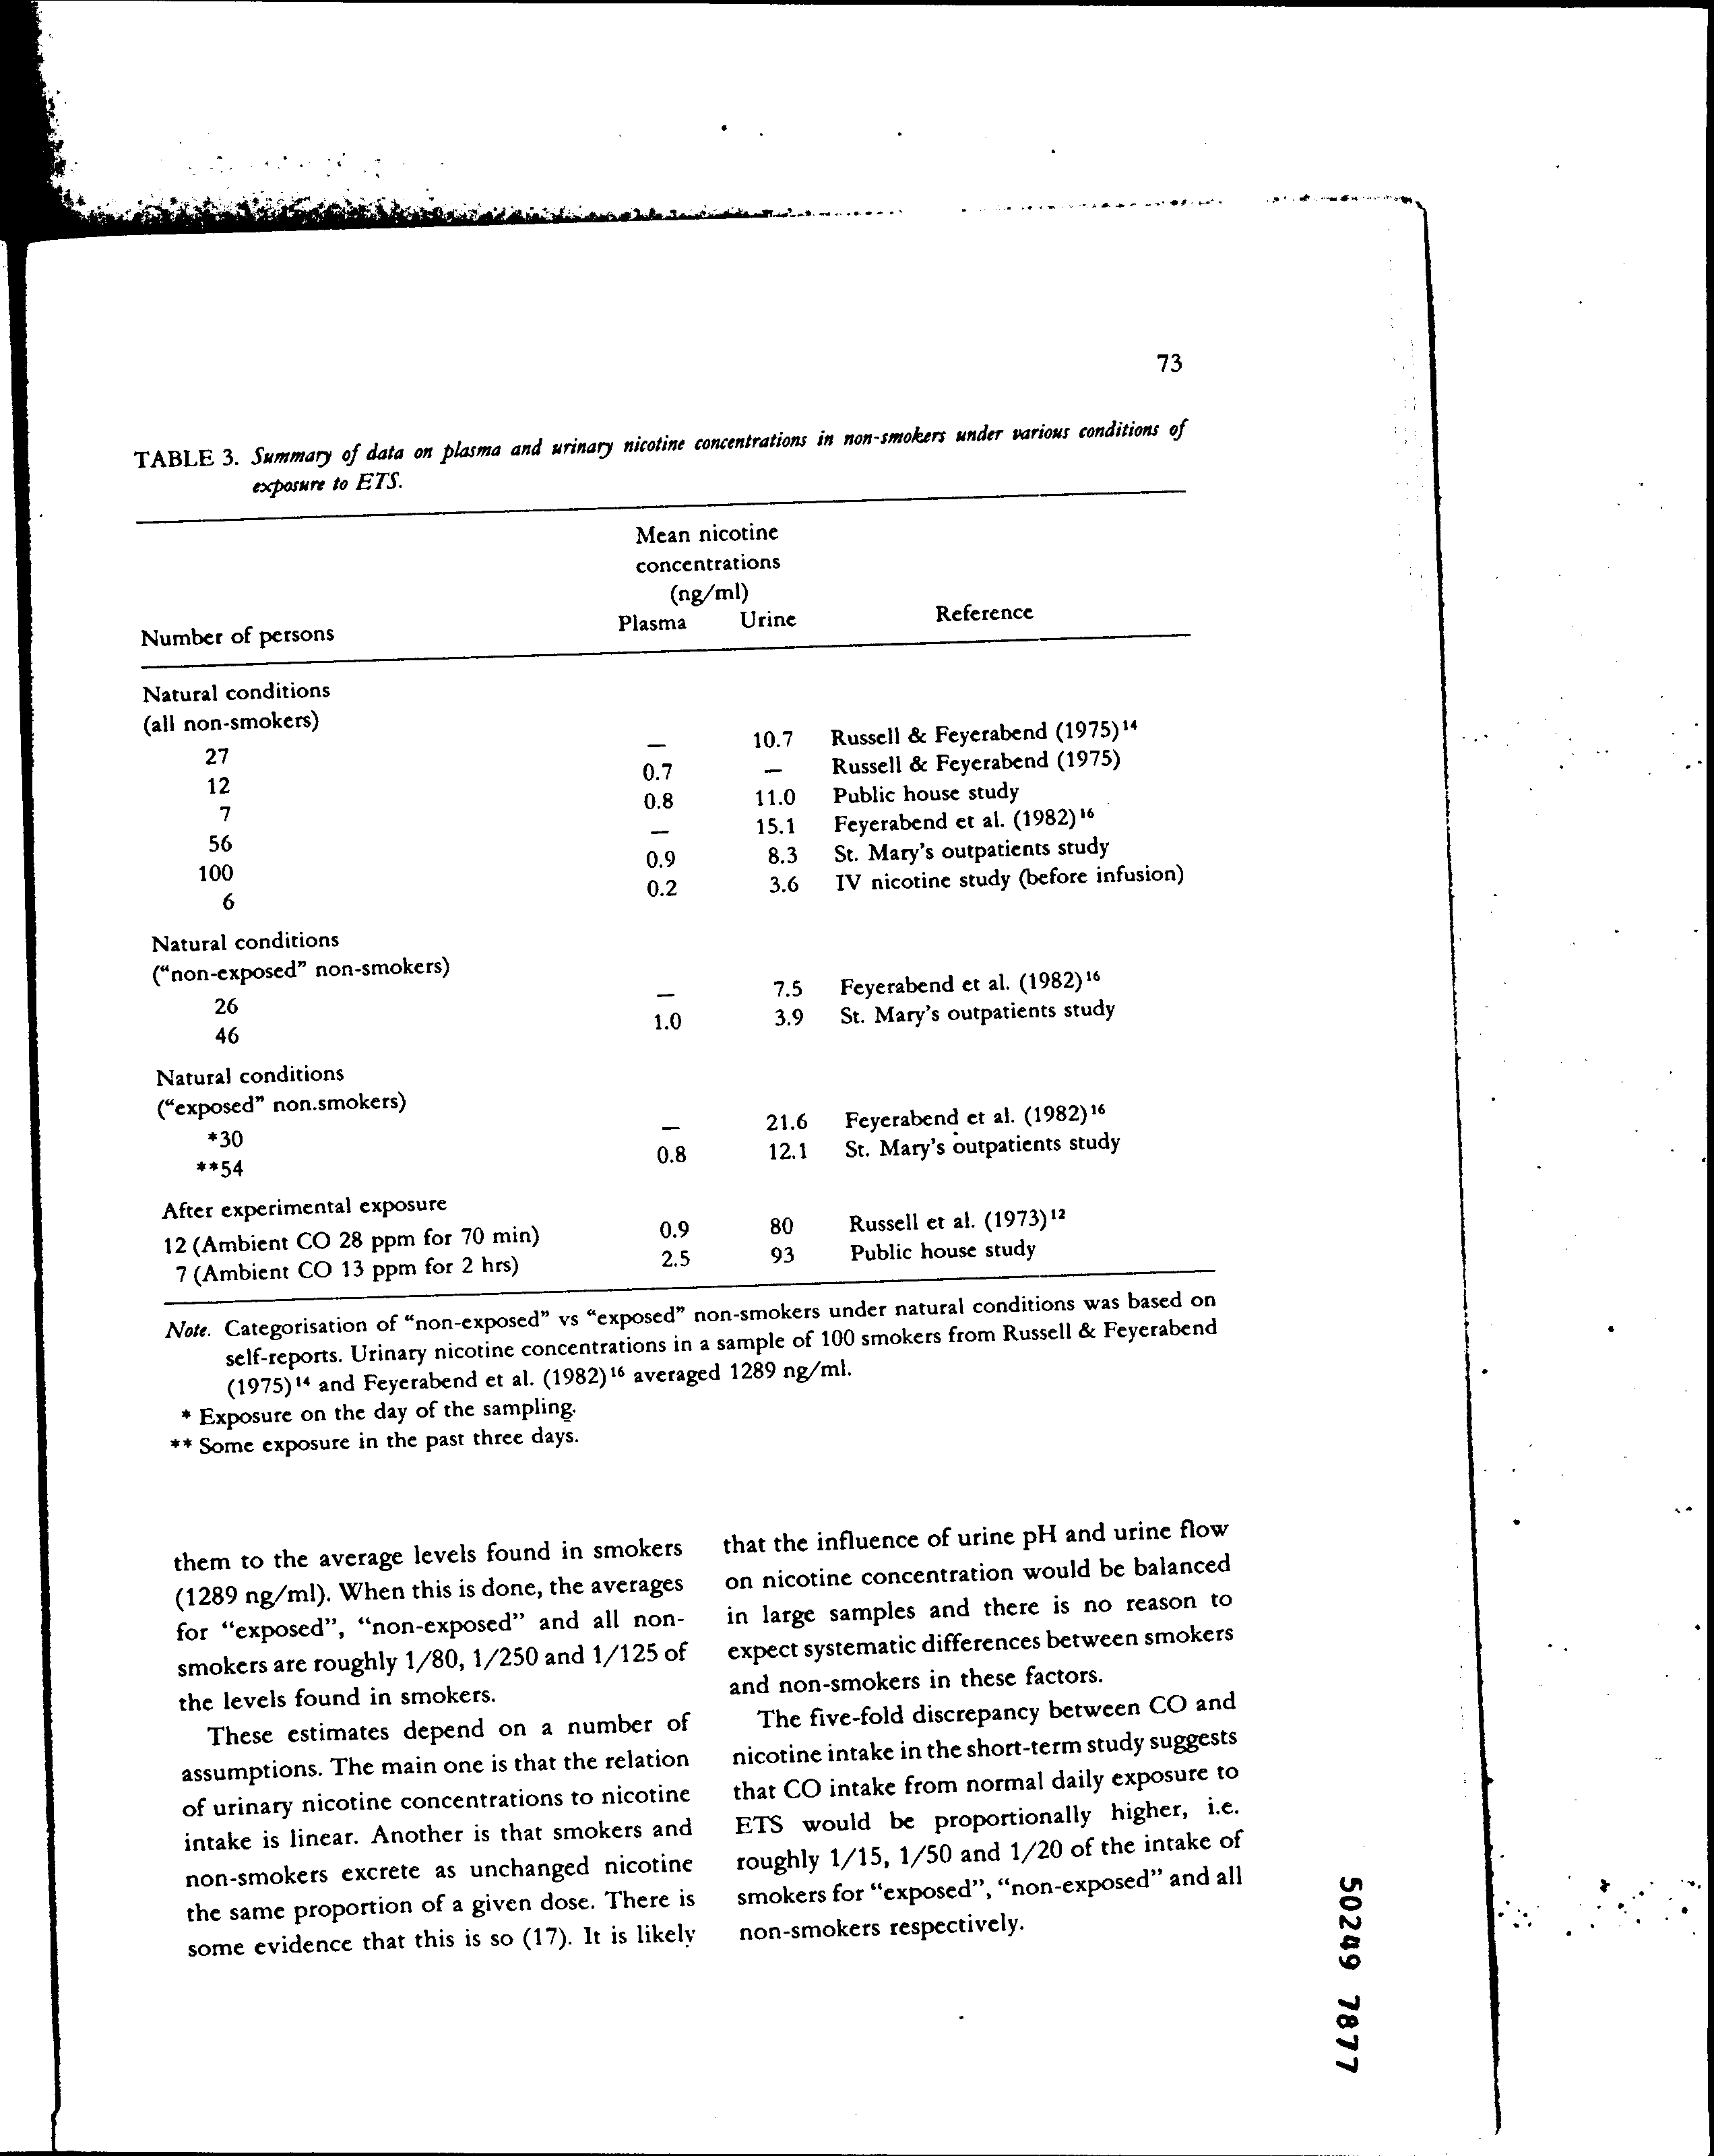 73
TABLE 3. Summary of data on plasma and urinary nicotine concentrations in non-smokers under various conditions of
exposure to ETS.
Mean nicotine
concentrations
(ng/ml)
Number of persons Plasma Urine Reference
Natural conditions
(all non-smokers)
27 — 10.7 Russell & Feyerabend (1975)14
12 0.7 — Russell & Feyerabend (1975)
7 0.8 11.0 Public house study
56 — 15.1 Feyerabend et al. (1982)16
100 0.9 8.3 St. Mary's outpatients study
6 0.2 3.6 IV nicotine study (before infusion)
Natural conditions
("non-exposed" non-smokers)
26 — 7.5 Feyerabend et al. (1982)16
46 1.0 3.9 St. Mary's outpatients study
Natural conditions
("exposed" non.smokers)
*30 — 21.6 Feyerabend et al. (1982)16
**54 0.8 12.1 St. Mary's outpatients study
After experimental exposure
12 (Ambient CO 28 ppm for 70 min) 0.9 80 Russell et al. (1973)12
7 (Ambient CO 13 ppm for 2 hrs) 2.5 93 Public house study
Note. Categorisation of "non-exposed" vs "exposed" non-smokers under natural conditions was based on
self-reports. Urinary nicotine concentrations in a sample of 100 smokers from Russell & Feyerabend
(1975)14 and Feyerabend et al. (1982)16 averaged 1289 ng/ml.
* Exposure on the day of the sampling.
** Some exposure in the past three days.
them to the average levels found in smokers
(1289 ng/ml). When this is done, the averages
for "exposed", "non-exposed" and all non-
smokers are roughly 1/80, 1/250 and 1/125 of
the levels found in smokers.
These estimates depend on a number of
assumptions. The main one is that the relation
of urinary nicotine concentrations to nicotine
intake is linear. Another is that smokers and
non-smokers excrete as unchanged nicotine
the same proportion of a given dose. There is
some evidence that this is so (17). It is likely
that the influence of urine pH and urine flow
on nicotine concentration would be balanced
in large samples and there is no reason to
expect systematic differences between smokers
and non-smokers in these factors.
The five-fold discrepancy between CO and
nicotine intake in the short-term study suggests
that CO intake from normal daily exposure to
ETS would be proportionally higher, i.e.
roughly 1/15, 1/50 and 1/20 of the intake of
smokers for "exposed", "non-exposed" and all
non-smokers respectively.
50249 7877